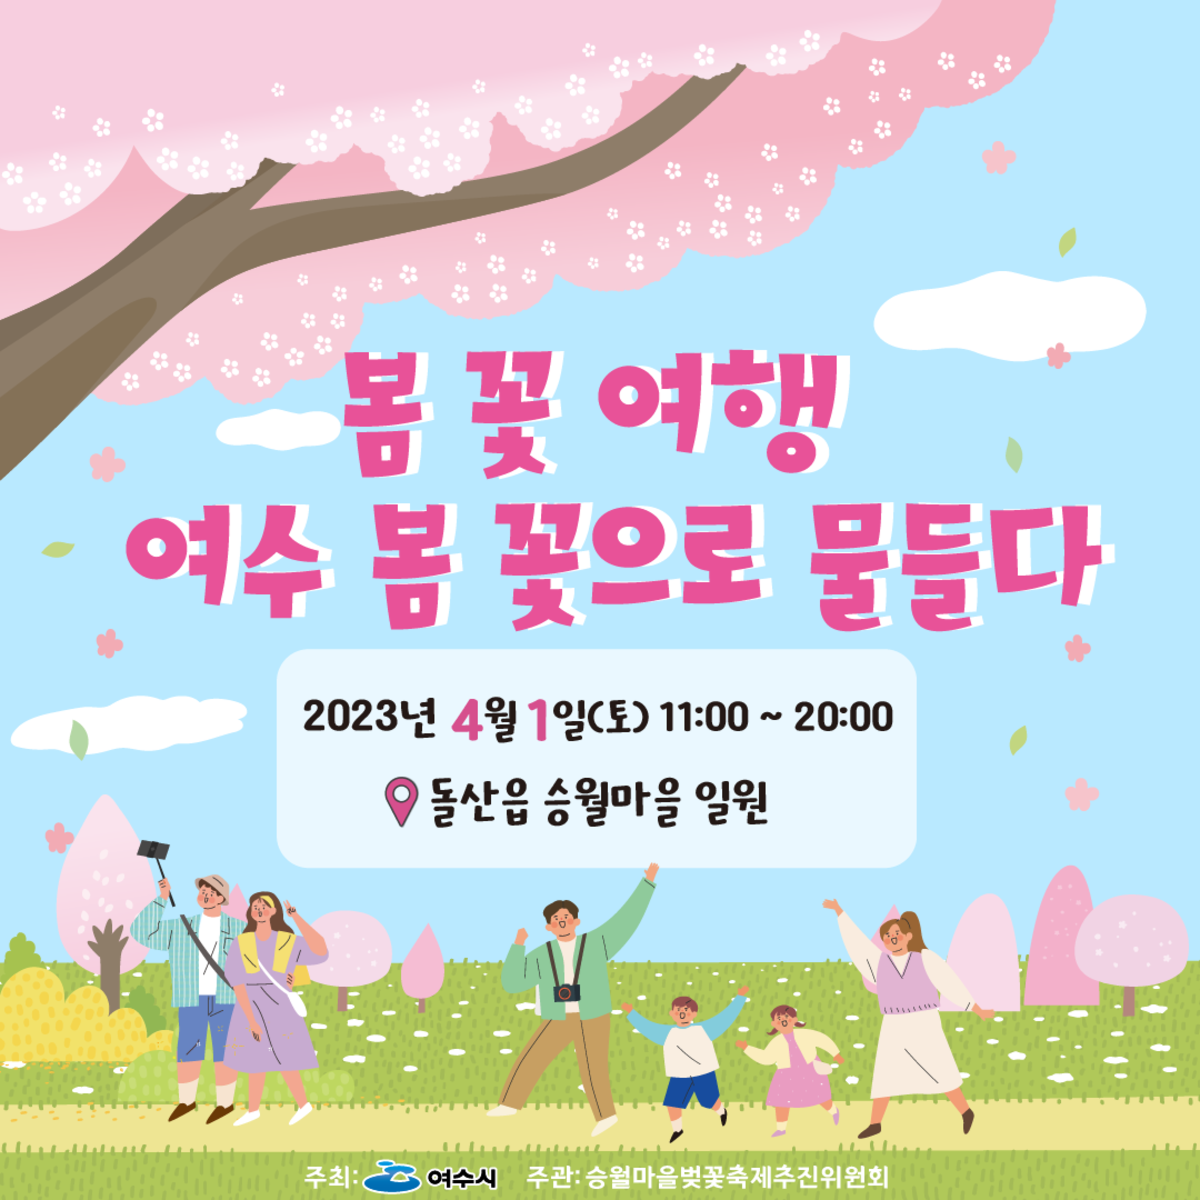 봄 꽃 여행
여수 봄 꽃으로 물들다
2023년 4월 1일(토) 11:00 ~ 20:00
돌산읍 승월마을 일원
주최: 여수시 주관: 승월마을벚꽃축제추진위원회